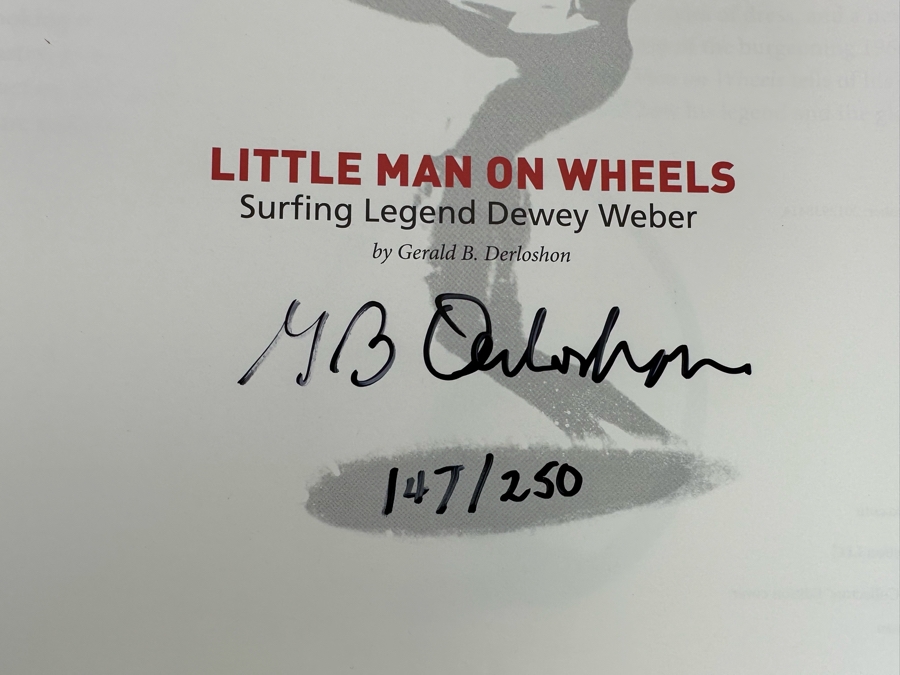 LITTLE MAN ON WHEELS
Surfing Legend Dewey Weber
by Gerald B. Derloshon
GB Derloshon
147/250